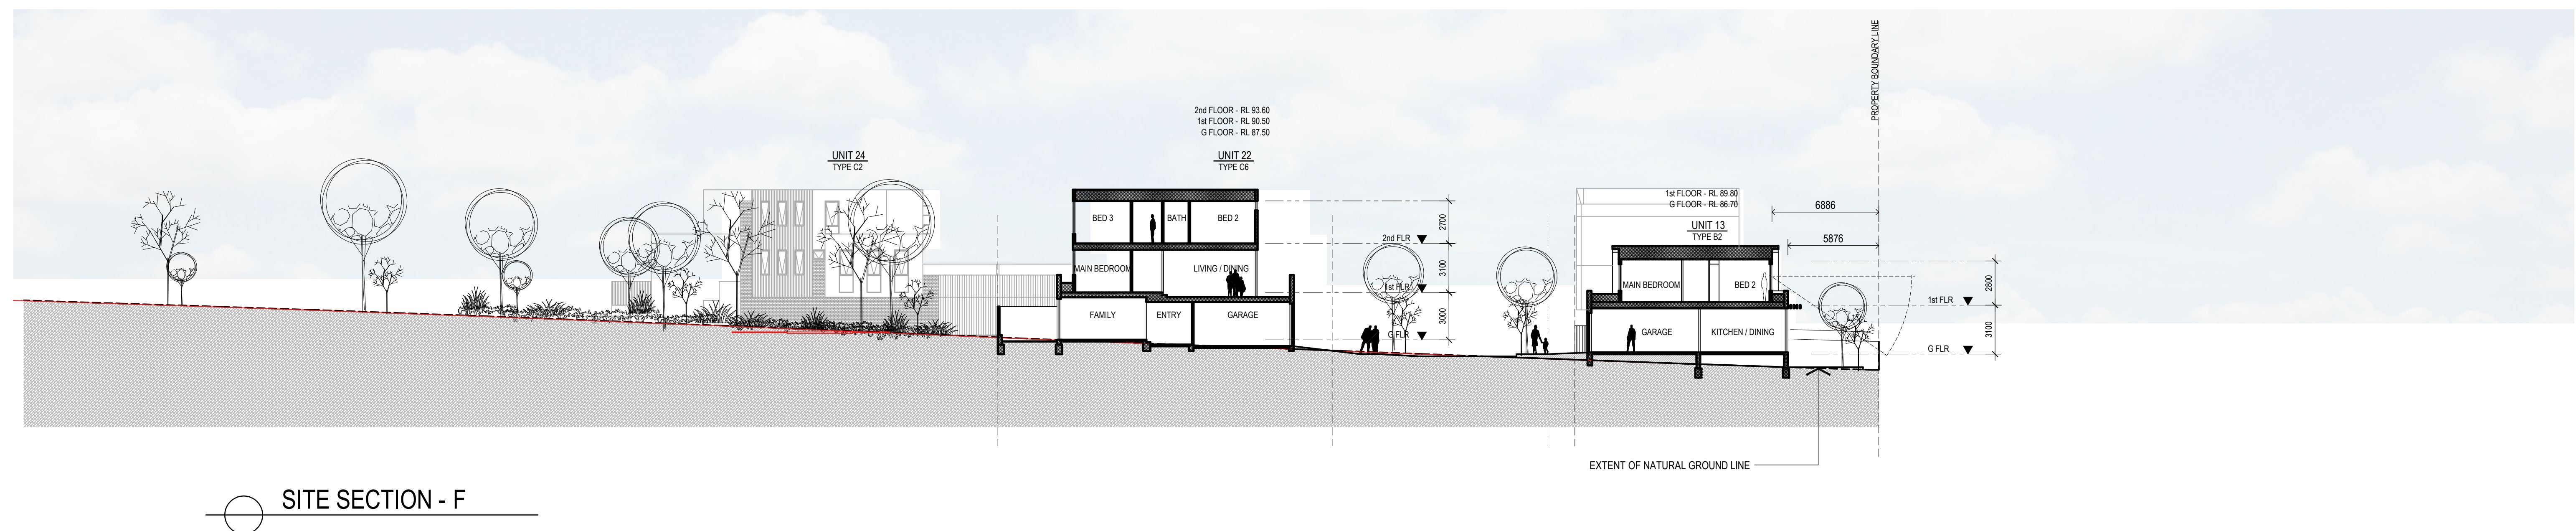 PROPERTY BOUNDARY LINE
2nd FLOOR - RL 93.60
1st FLOOR - RL 90.50
G FLOOR - RL 87.50
UNIT 24
TYPE C2
UNIT 22
TYPE C6
BED 3
BATH
BED 2
MAIN BEDROOM
LIVING / DINING
FAMILY
ENTRY
GARAGE
2nd FLR
1st FLR
G FLR
2700
3100
3000
1st FLOOR - RL 89.80
G FLOOR - RL 86.70
UNIT 13
TYPE B2
6886
5876
MAIN BEDROOM
BED 2
GARAGE
KITCHEN / DINING
1st FLR
G FLR
2800
3100
EXTENT OF NATURAL GROUND LINE
SITE SECTION - F